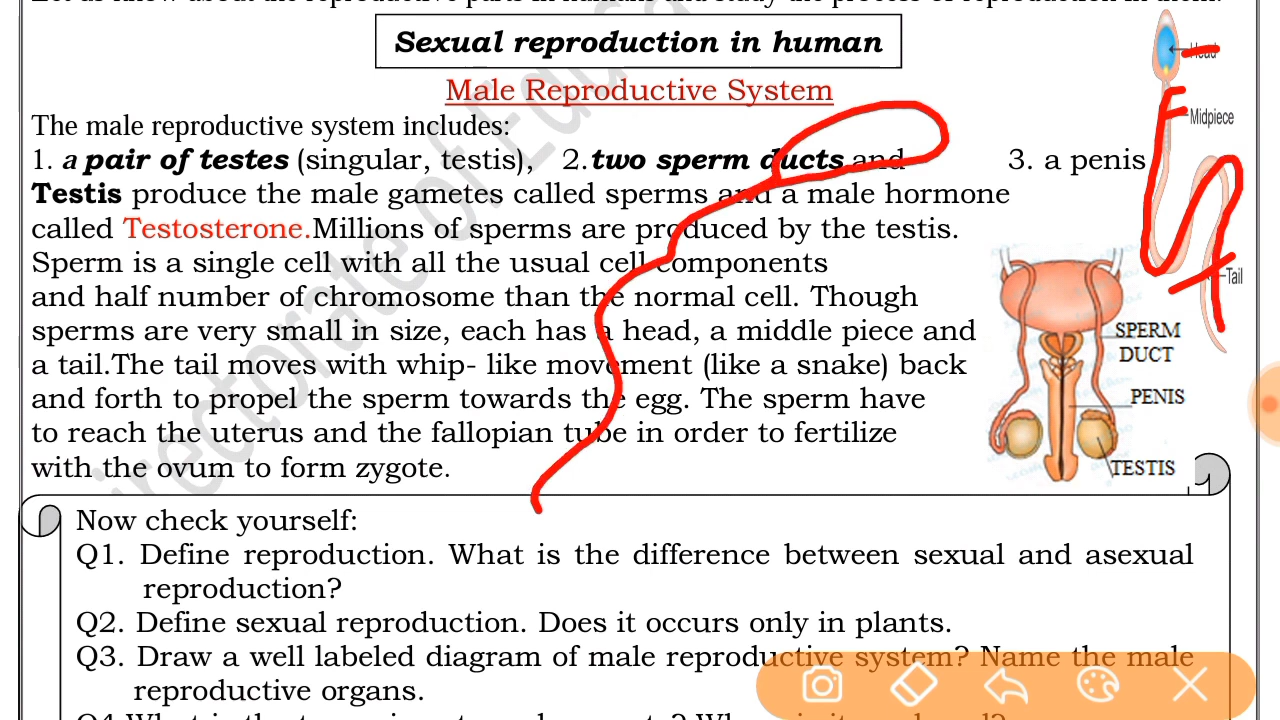 Sexual reproduction in human
Male Reproductive System
The male reproductive system includes:
1. a pair of testes (singular, testis), 2.two sperm ducts and 3. a penis
Testis produce the male gametes called sperms and a male hormone
called Testosterone.Millions of sperms are produced by the testis.
Sperm is a single cell with all the usual cell components
and half number of chromosome than the normal cell. Though
sperms are very small in size, each has a head, a middle piece and
a tail.The tail moves with whip- like movement (like a snake) back
and forth to propel the sperm towards the egg. The sperm have
to reach the uterus and the fallopian tube in order to fertilize
with the ovum to form zygote.
Head
Midpiece
Tail
SPERM
DUCT
PENIS
TESTIS
Now check yourself:
Q1. Define reproduction. What is the difference between sexual and asexual
reproduction?
Q2. Define sexual reproduction. Does it occurs only in plants.
Q3. Draw a well labeled diagram of male reproductive system? Name the male
reproductive organs.